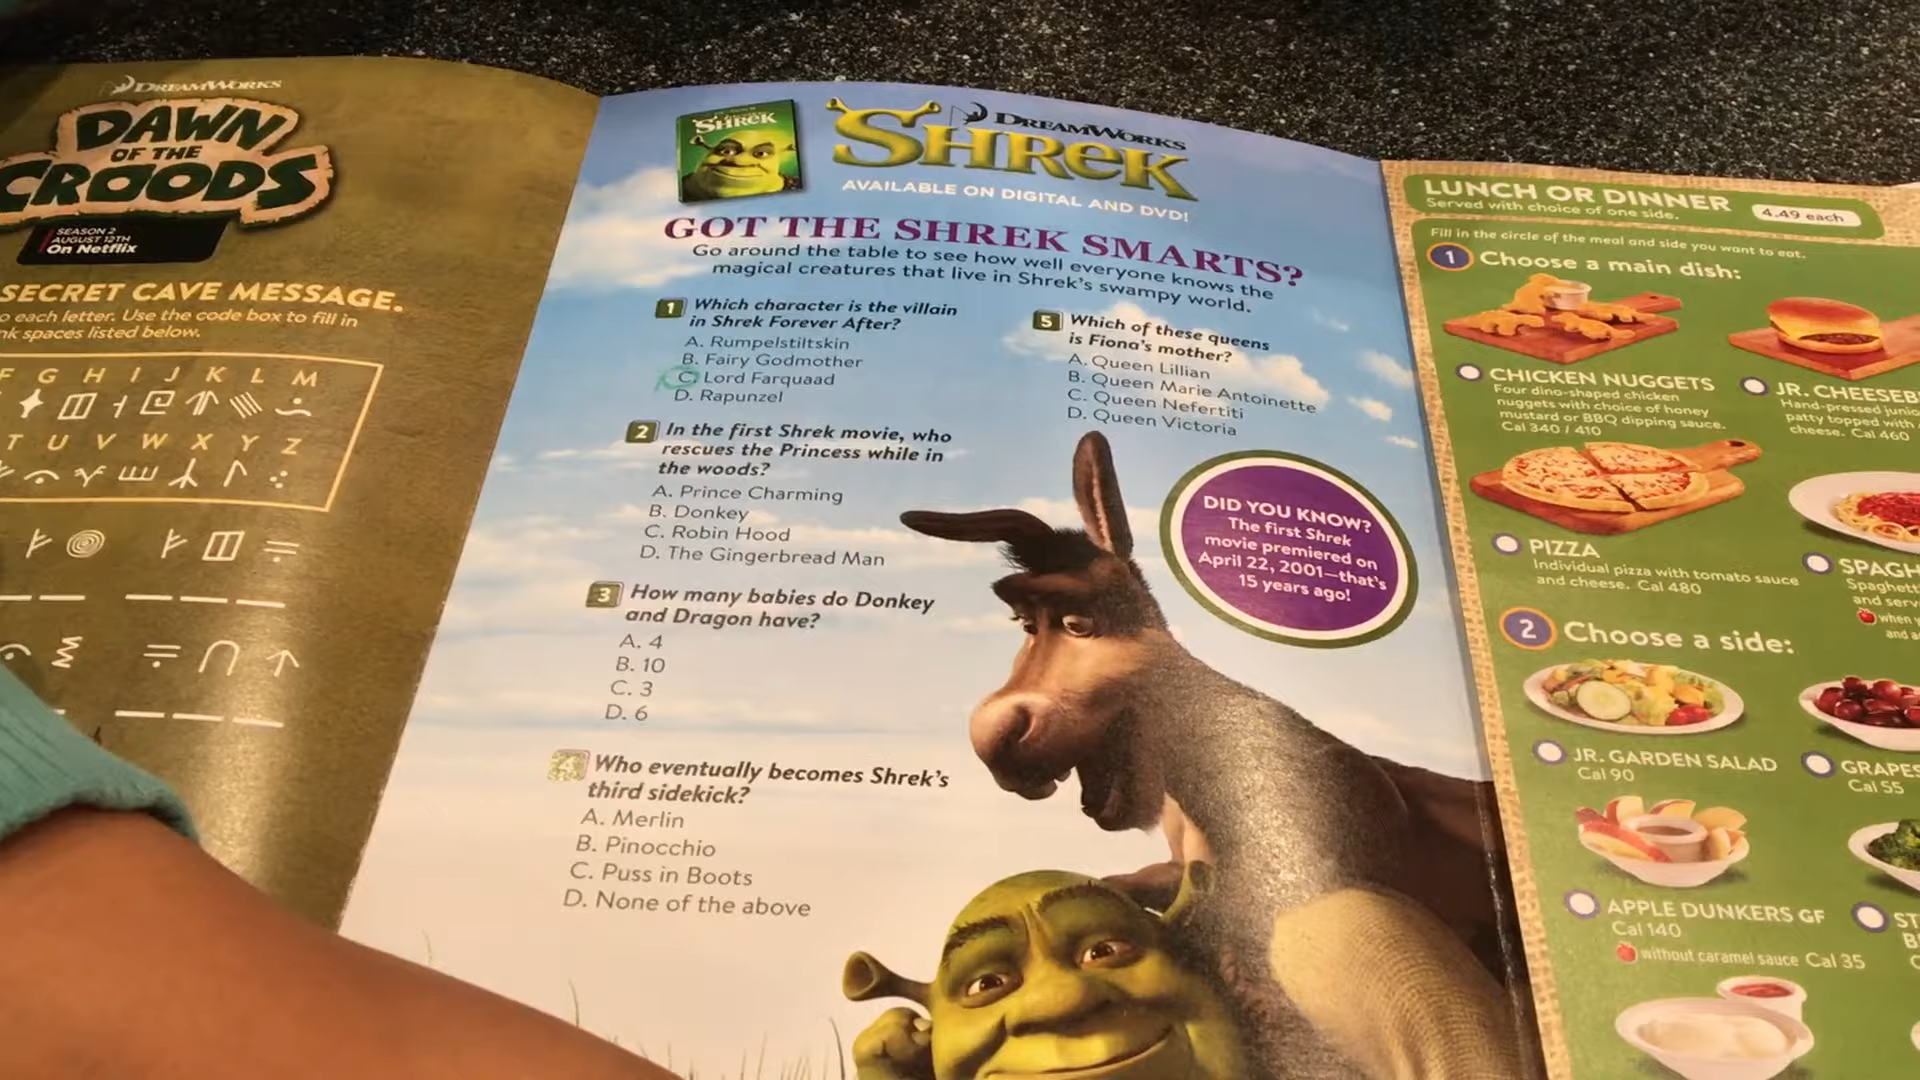 DREAMWORKS
DAWN
OF THE
CROODS
SEASON 2
AUGUST 12TH
On Netflix
SECRET CAVE MESSAGE.
each letter. Use the code box to fill in
spaces listed below.
F G H I J K L M
T U V W X Y Z
SHREK
DREAMWORKS
SHREK
AVAILABLE ON DIGITAL AND DVD!
GOT THE SHREK SMARTS?
Go around the table to see how well everyone knows the
magical creatures that live in Shrek's swampy world.
1 Which character is the villain
in Shrek Forever After?
A. Rumpelstiltskin
B. Fairy Godmother
C. Lord Farquaad
D. Rapunzel
2 In the first Shrek movie, who
rescues the Princess while in
the woods?
A. Prince Charming
B. Donkey
C. Robin Hood
D. The Gingerbread Man
3 How many babies do Donkey
and Dragon have?
A. 4
B. 10
C. 3
D. 6
4 Who eventually becomes Shrek's
third sidekick?
A. Merlin
B. Pinocchio
C. Puss in Boots
D. None of the above
5 Which of these queens
is Fiona's mother?
A. Queen Lillian
B. Queen Marie Antoinette
C. Queen Nefertiti
D. Queen Victoria
DID YOU KNOW?
The first Shrek
movie premiered on
April 22, 2001—that's
15 years ago!
LUNCH OR DINNER
Served with choice of one side.
4.49 each
Fill in the circle of the meal and side you want to eat.
1 Choose a main dish:
CHICKEN NUGGETS
Four dino-shaped chicken
nuggets with choice of honey
mustard or BBQ dipping sauce.
Cal 340 / 410
JR. CHEESEB
Hand-pressed junio
patty topped with
cheese. Cal 460
PIZZA
Individual pizza with tomato sauce
and cheese. Cal 480
SPAGH
Spaghett
and serv
when
and
2 Choose a side:
JR. GARDEN SALAD
Cal 90
GRAPES
Cal 55
APPLE DUNKERS GF
Cal 140
without caramel sauce Cal 35
ST
B
C